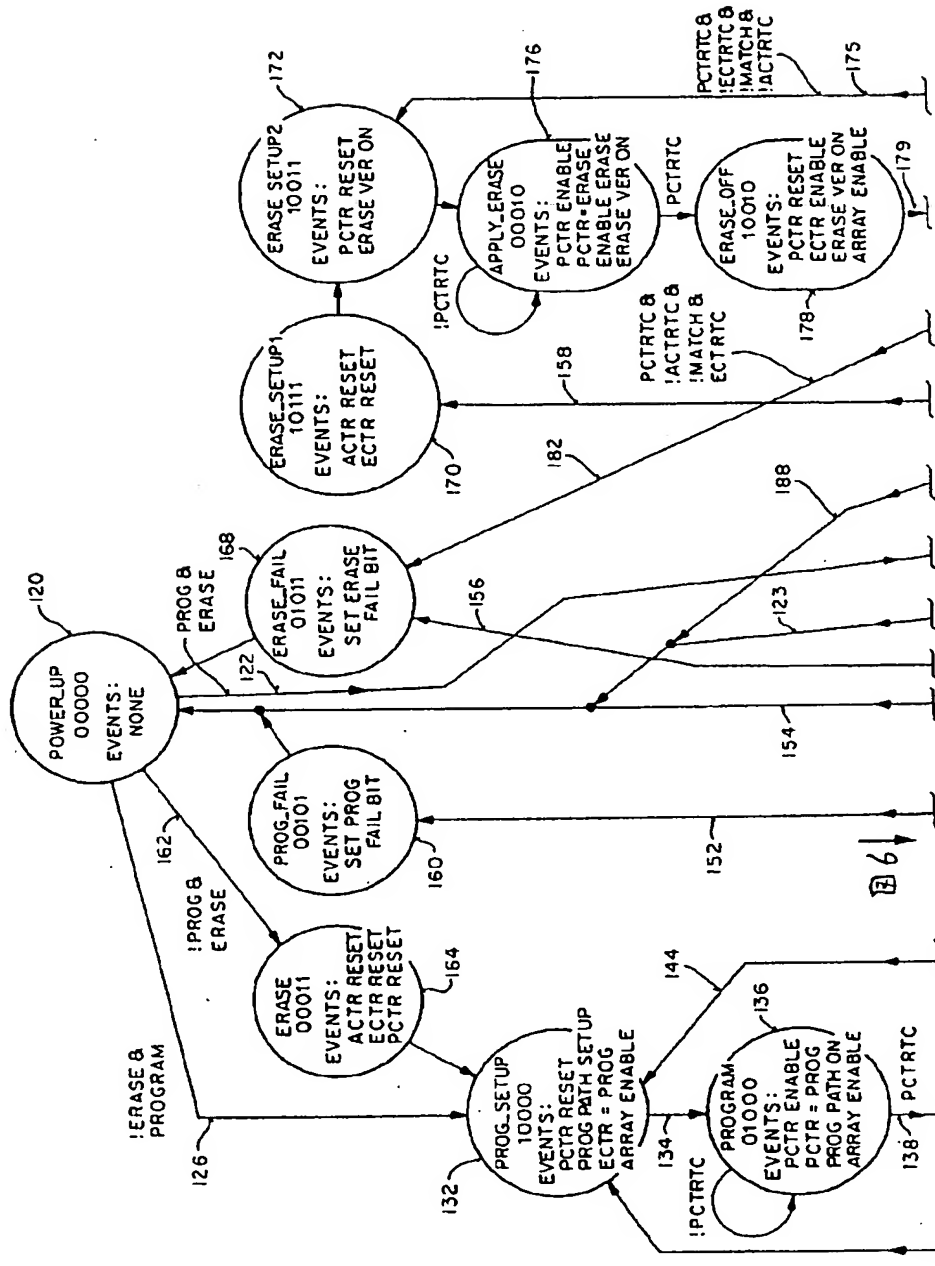 120
POWER_UP
00000
EVENTS:
NONE
!ERASE &
PROGRAM
126
162
!PROG &
ERASE
PROG &
ERASE
122
ERASE
00011
EVENTS:
ACTR RESET
ECTR RESET
PCTR RESET
164
PROG_FAIL
00101
EVENTS:
SET PROG
FAIL BIT
160
168
ERASE_FAIL
01011
EVENTS:
SET ERASE
FAIL BIT
ERASE_SETUP1
10111
EVENTS:
ACTR RESET
ECTR RESET
170
172
ERASE SETUP2
10011
EVENTS:
PCTR RESET
ERASE VER ON
PROG_SETUP
10000
EVENTS:
PCTR RESET
PROG PATH SETUP
ECTR = PROG
ARRAY ENABLE
132
134
144
!PCTRTC
PROGRAM
01000
EVENTS:
PCTR ENABLE
PCTR = PROG
PROG PATH ON
ARRAY ENABLE
136
138
PCTRTC
152
154
156
123
182
188
158
!PCTRTC
APPLY_ERASE
00010
EVENTS:
PCTR ENABLE
PCTR=ERASE
ENABLE ERASE
ERASE VER ON
176
PCTRTC
ERASE_OFF
10010
EVENTS:
PCTR RESET
ECTR ENABLE
ERASE VER ON
ARRAY ENABLE
178
179
PCTRTC &
!ACTRTC &
!MATCH &
ECTRTC
PCTRTC &
!ECTRTC &
!MATCH &
!ACTRTC
175
图6